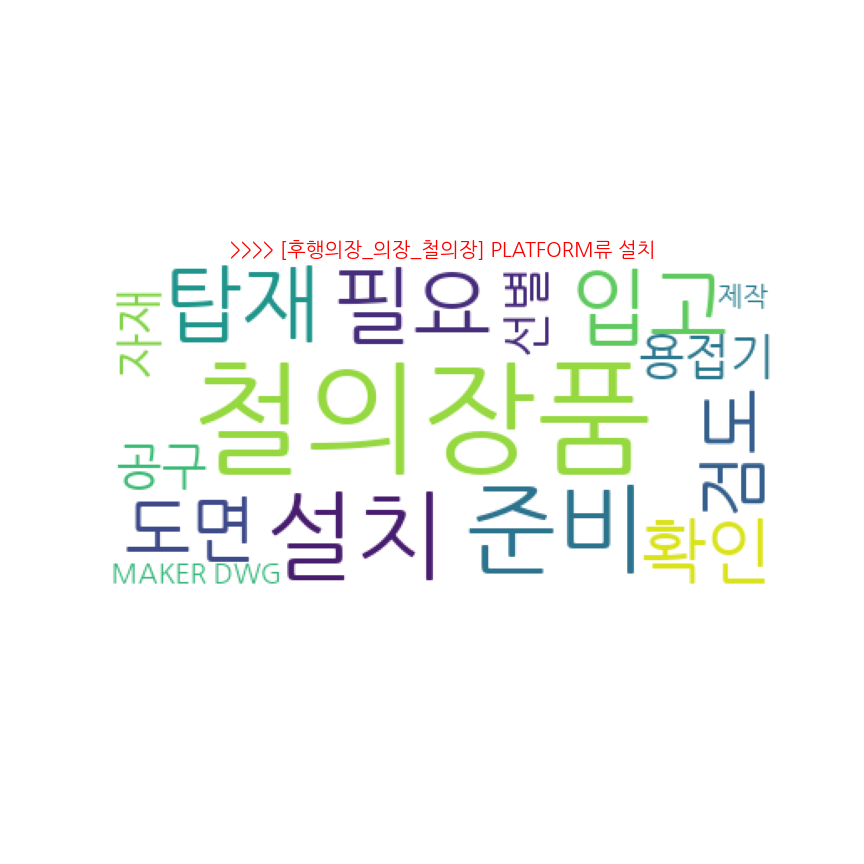 >>>> [후행의장_의장_철의장] PLATFORM류 설치
자재
탑재
필요
선별
입고
제작
용접기
철의장품
검도
공구
도면
설치
준비
확인
MAKER DWG